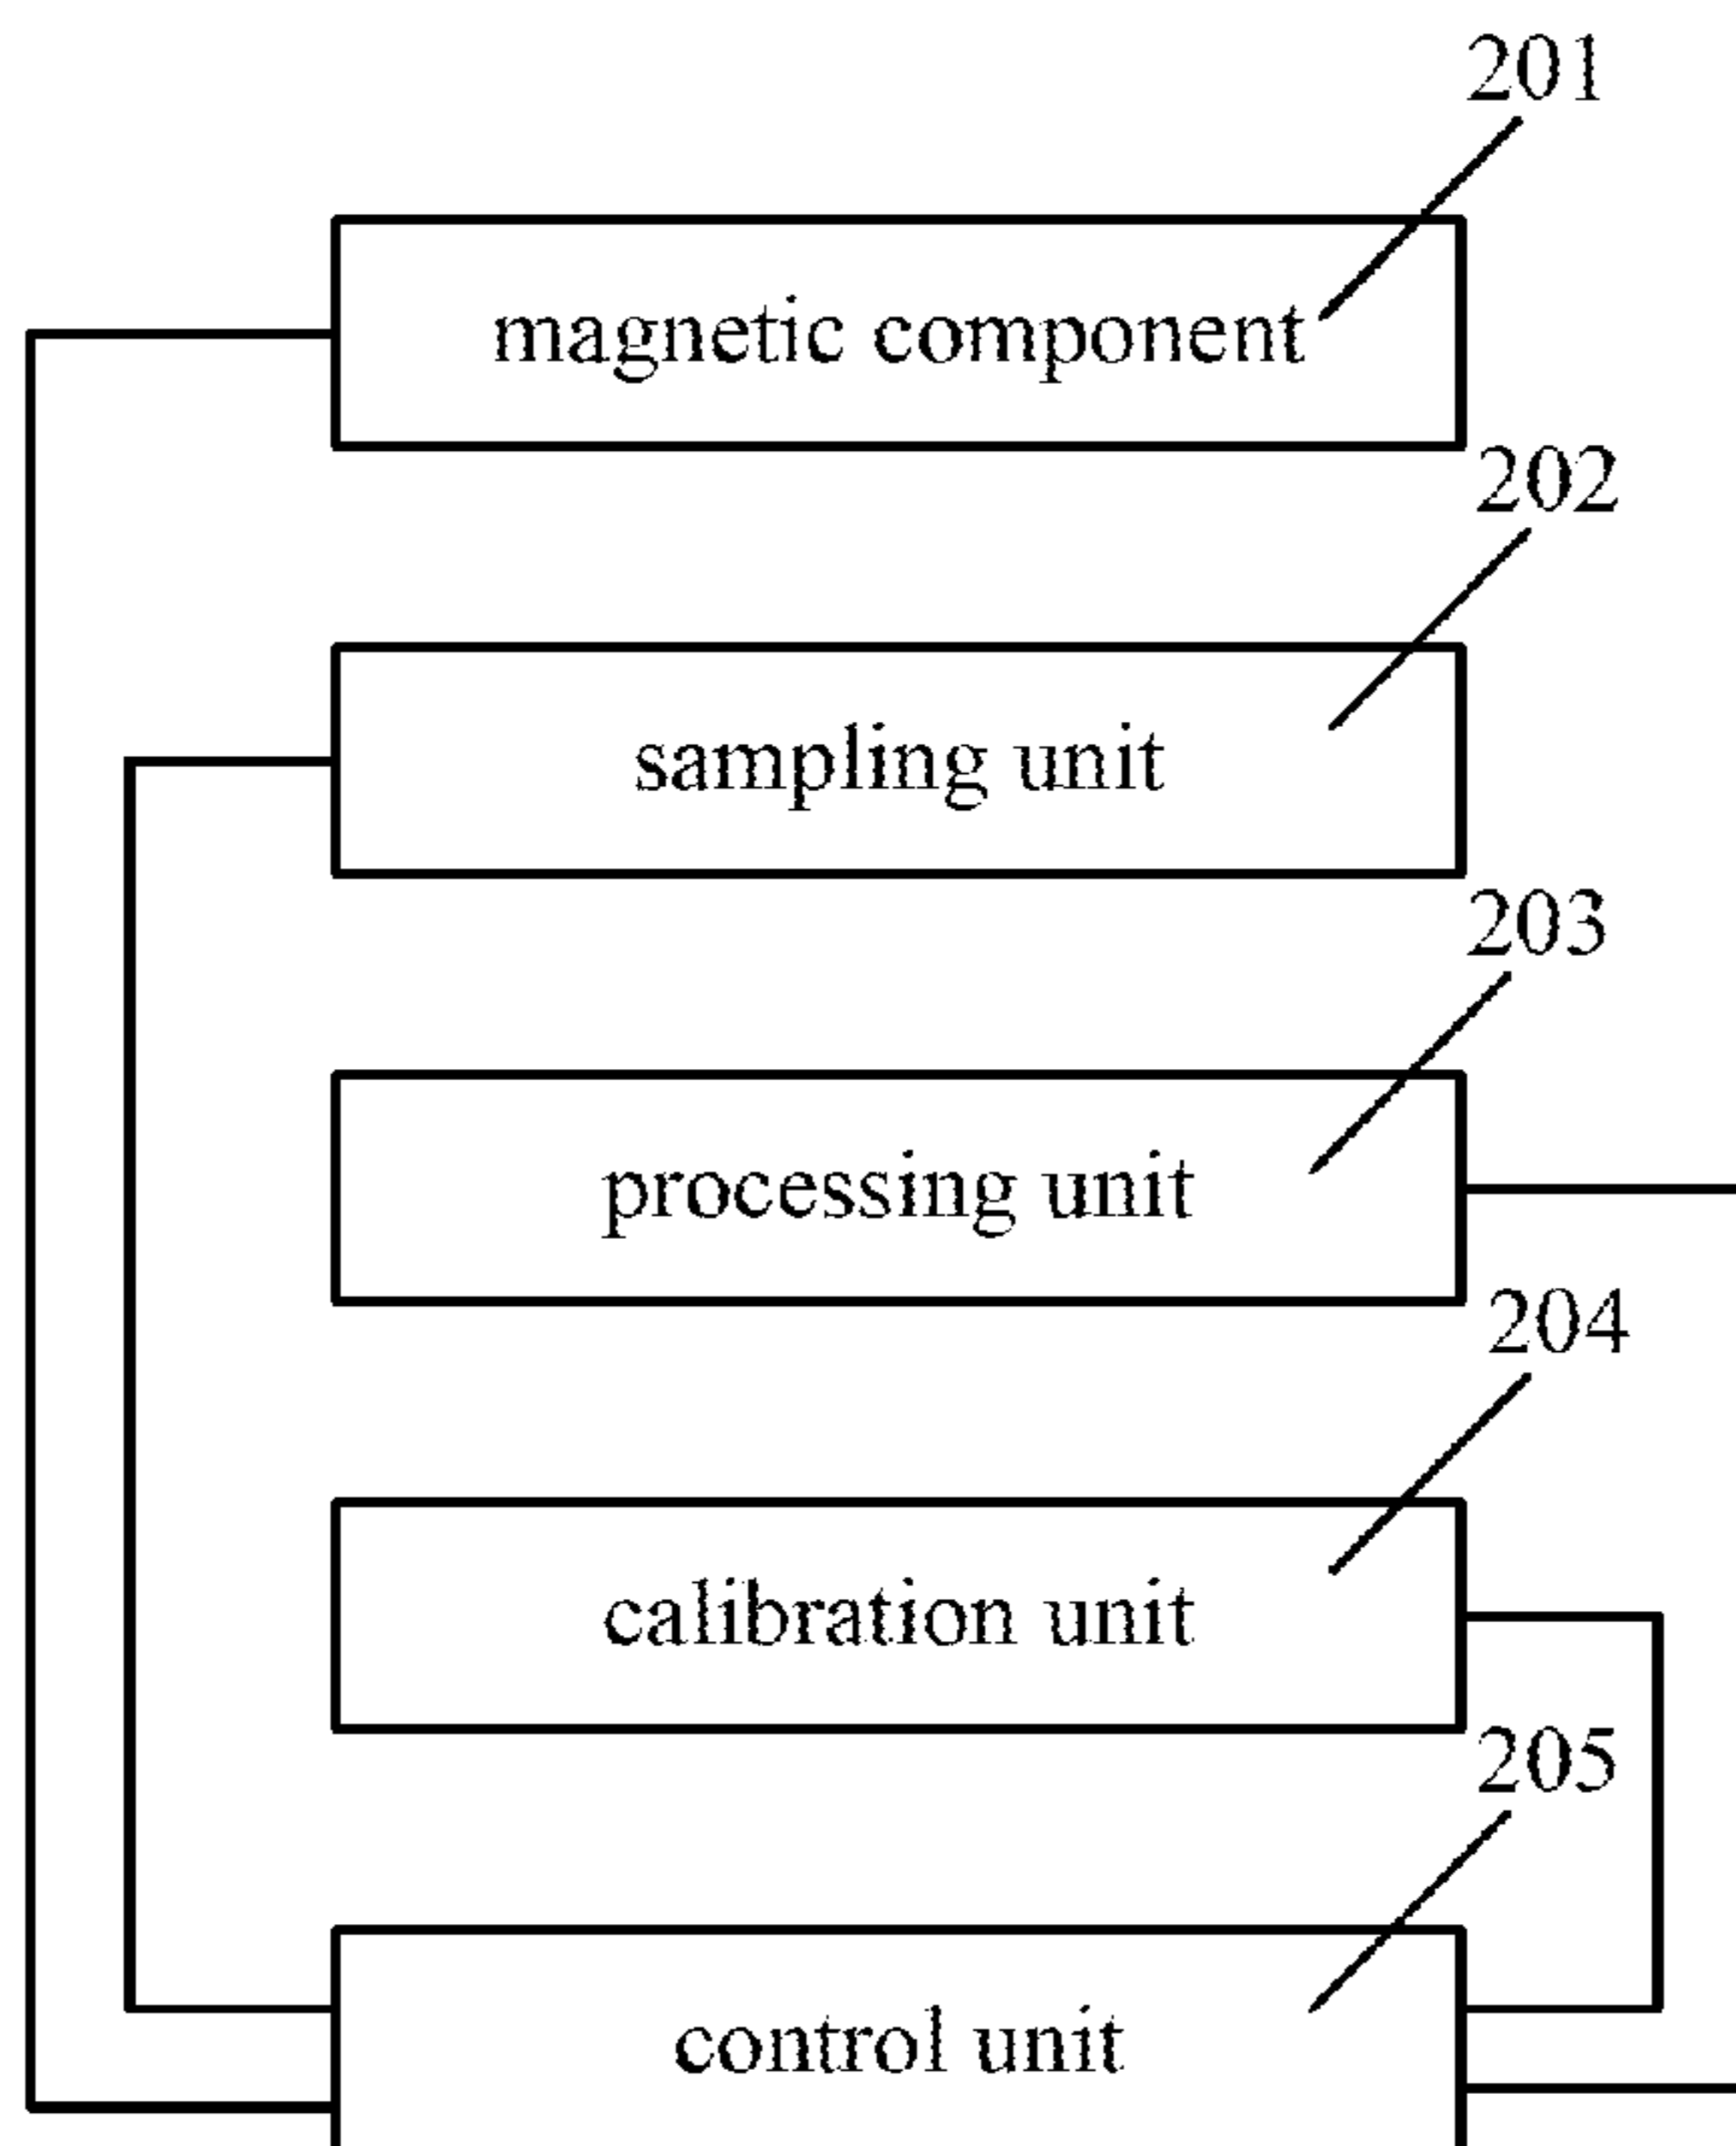 201
magnetic component
202
sampling unit
203
processing unit
204
calibration unit
205
control unit